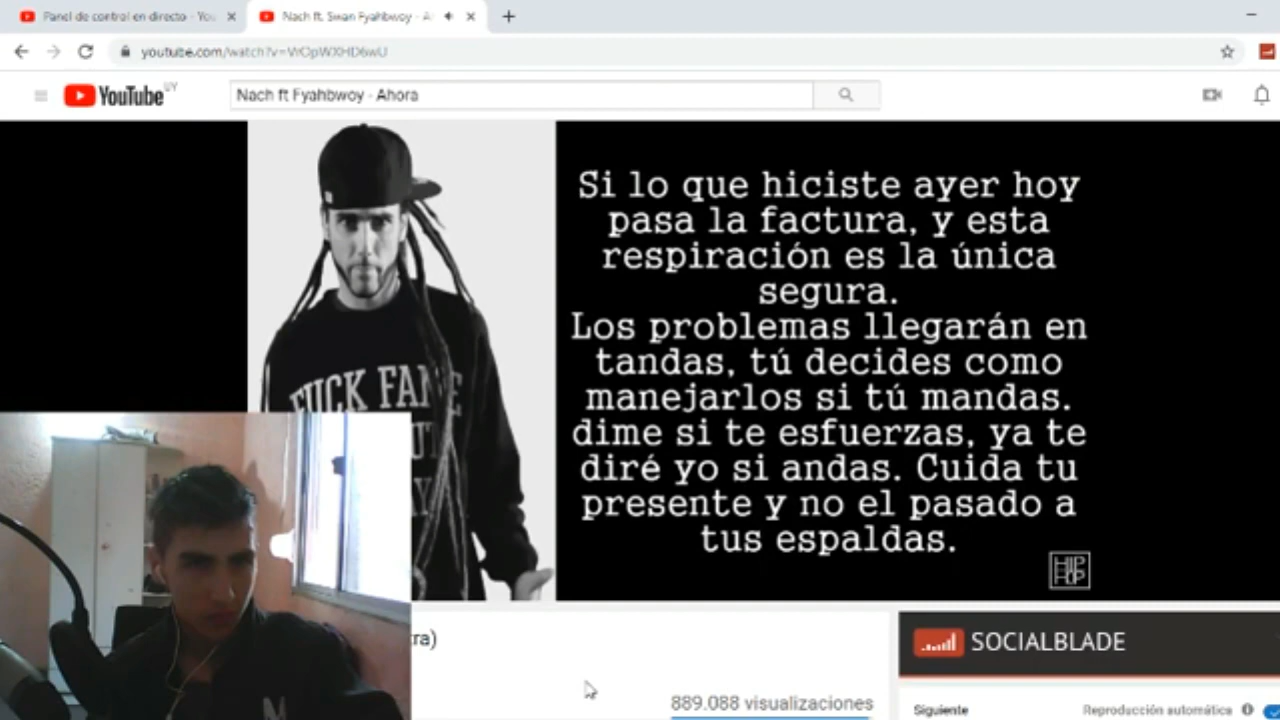 Panel de control en directo - You
Nach ft. Swan Fyahbwoy - A
youtube.com/watch?v=
YouTube UY
Nach ft Fyahbwoy - Ahora
Si lo que hiciste ayer hoy
pasa la factura, y esta
respiración es la única
segura.
Los problemas llegarán en
tandas, tú decides como
manejarlos si tú mandas.
dime si te esfuerzas, ya te
diré yo si andas. Cuida tu
presente y no el pasado a
tus espaldas.
HIP
HOP
FUCK FAM
M
tra)
SOCIALBLADE
889.088 visualizaciones
Siguiente
Reproducción automática